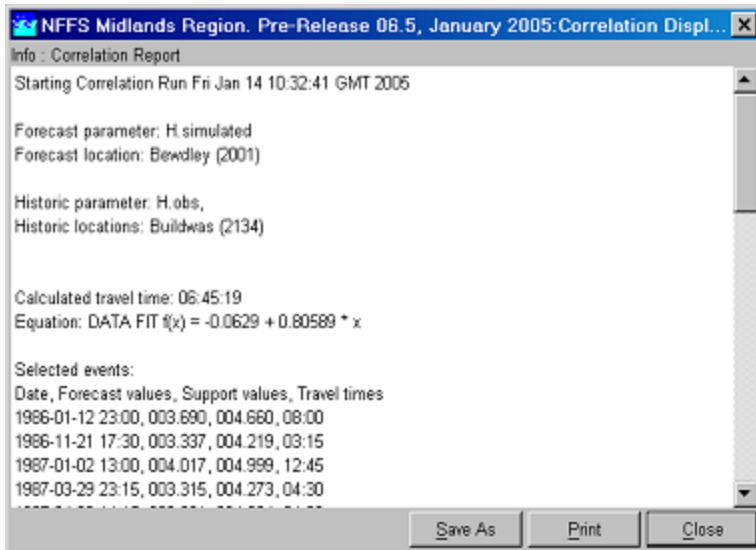 NFFS Midlands Region. Pre-Release 06.5, January 2005:Correlation Displ...
Info : Correlation Report
Starting Correlation Run Fri Jan 14 10:32:41 GMT 2005
Forecast parameter: H.simulated
Forecast location: Bewdley (2001)
Historic parameter: H.obs,
Historic locations: Buildwas (2134)
Calculated travel time: 06:45:19
Equation: DATA FIT f(x) = -0.0629 + 0.80589 * x
Selected events:
Date, Forecast values, Support values, Travel times
1986-01-12 23:00, 003.690, 004.660, 08:00
1986-11-21 17:30, 003.337, 004.219, 03:15
1987-01-02 13:00, 004.017, 004.999, 12:45
1987-03-29 23:15, 003.315, 004.273, 04:30
Save As Print Close